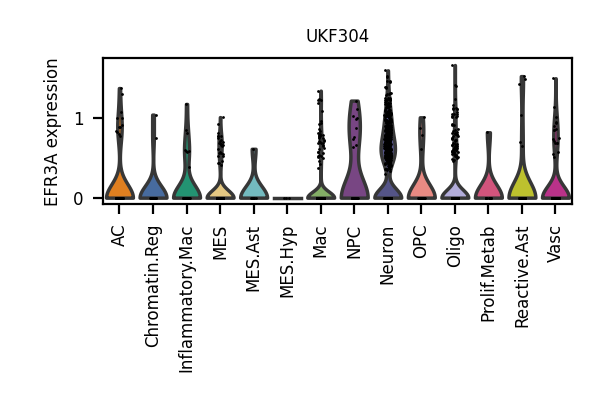 UKF304
EFR3A expression
1
0
AC
Chromatin.Reg
Inflammatory.Mac
MES
MES.Ast
MES.Hyp
Mac
NPC
Neuron
OPC
Oligo
Prolif.Metab
Reactive.Ast
Vasc